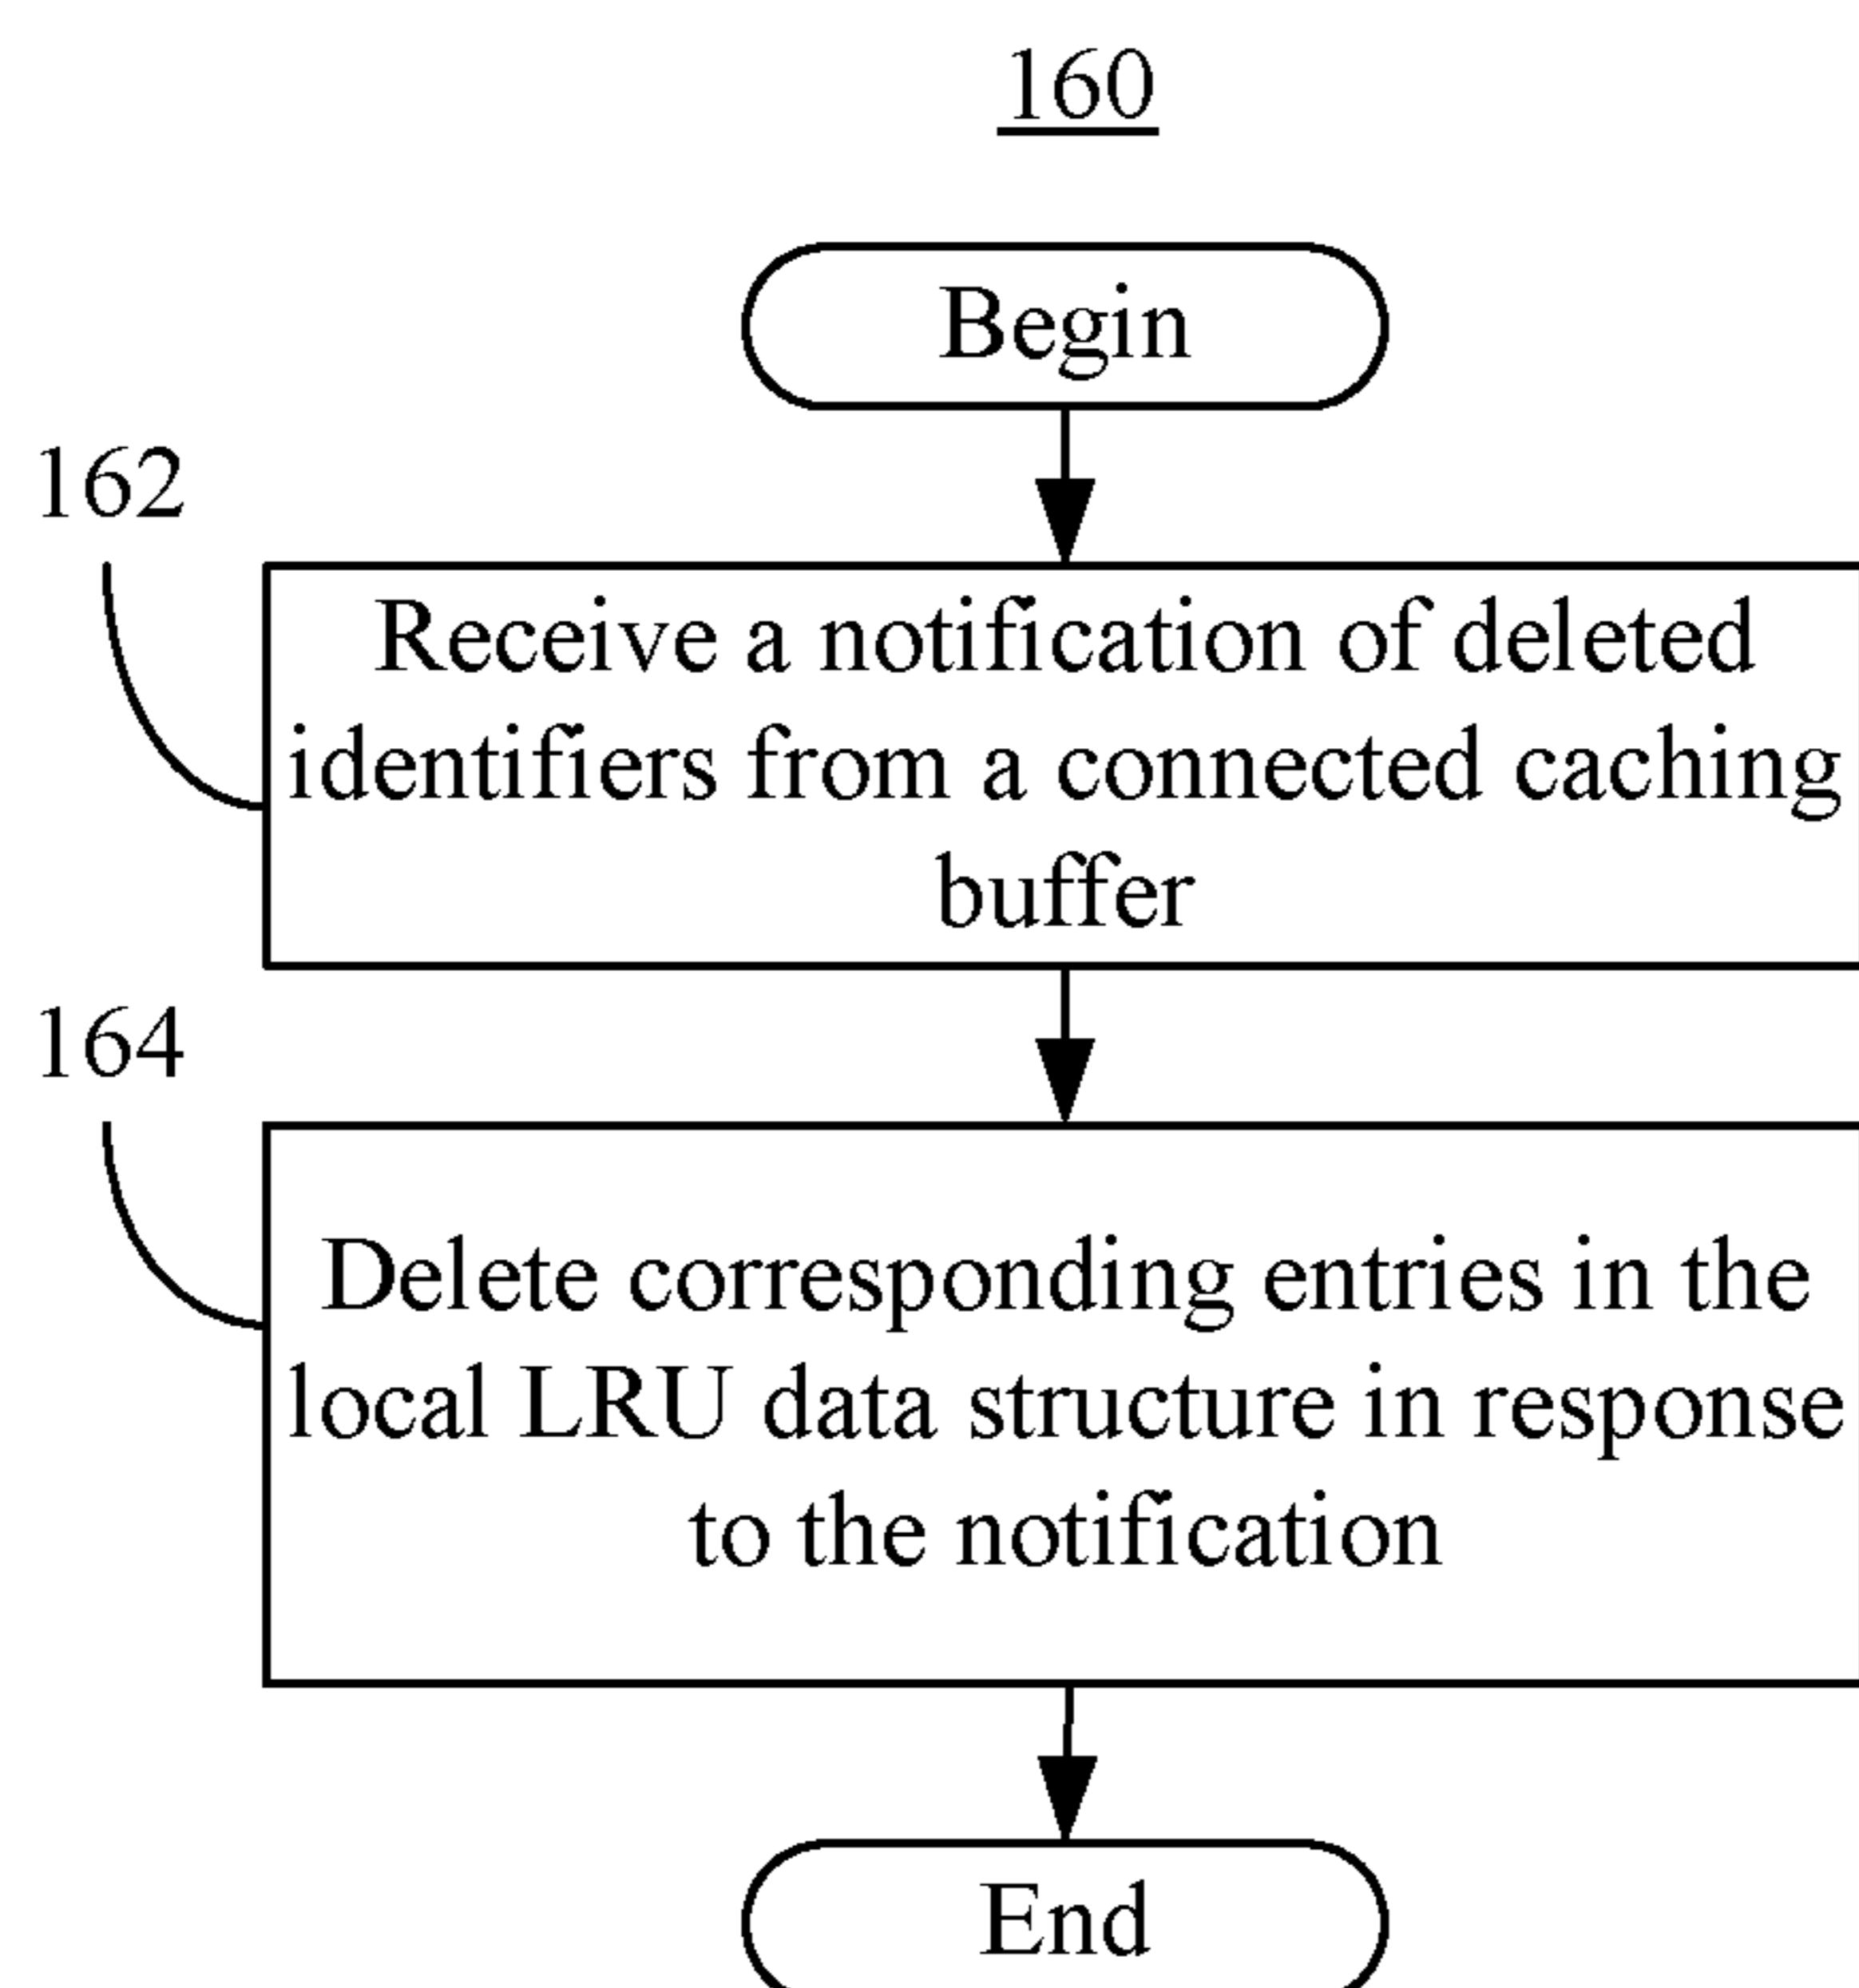 160
Begin
162
Receive a notification of deleted
identifiers from a connected caching
buffer
164
Delete corresponding entries in the
local LRU data structure in response
to the notification
End